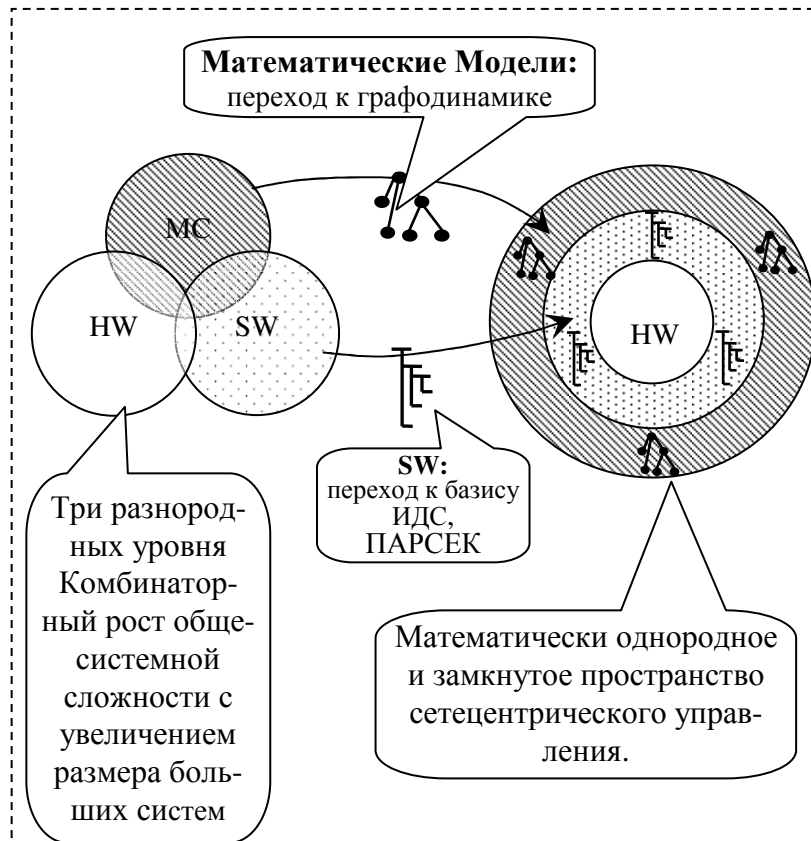 Математические Модели:
переход к графодинамике
МС
HW
SW
HW
SW:
переход к базису
ИДС,
ПАРСЕК
Три разнород-
ных уровня
Комбинатор-
ный рост обще-
системной
сложности с
увеличением
размера боль-
ших систем
Математически однородное
и замкнутое пространство
сетецентрического управ-
ления.